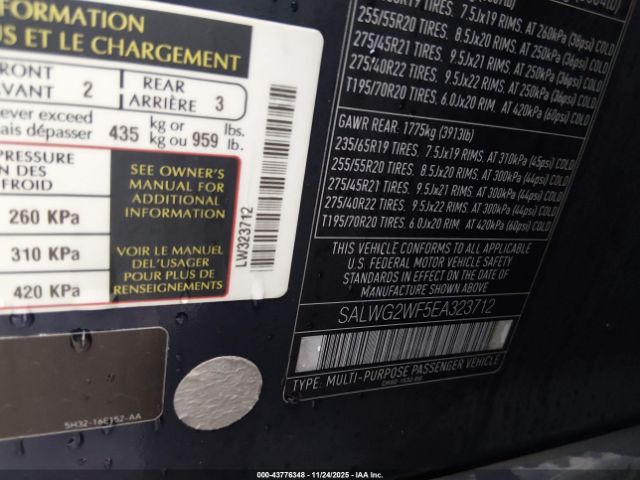 INFORMATION
US ET LE CHARGEMENT
FRONT
AVANT 2
REAR
ARRIÈRE 3
ever exceed
ais dépasser 435 kg or
kg ou 959 lbs.
lb.
PRESSURE
ON DES
FROID
260 KPa
310 KPa
420 KPa
SEE OWNER'S
MANUAL FOR
ADDITIONAL
INFORMATION
VOIR LE MANUEL
DEL'USAGER
POUR PLUS DE
RENSEIGNEMENTS
LW323712
5H32-16E152-AA
7.5Jx19 RIMS. AT 260kPa (36psi) COLD
255/55R20 TIRES. 8.5Jx20 RIMS. AT 250kPa (36psi) COLD
275/45R21 TIRES. 9.5Jx21 RIMS. AT 250kPa (36psi) COLD
275/40R22 TIRES. 9.5Jx22 RIMS. AT 250kPa (36psi) COLD
T195/70R20 TIRES. 6.0Jx20 RIM. AT 420kPa (60psi) COLD
GAWR REAR: 1775kg (3913lb)
235/65R19 TIRES. 7.5Jx19 RIMS. AT 310kPa (45psi) COLD
255/55R20 TIRES. 8.5Jx20 RIMS. AT 300kPa (44psi) COLD
275/45R21 TIRES. 9.5Jx21 RIMS. AT 300kPa (44psi) COLD
275/40R22 TIRES. 9.5Jx22 RIMS. AT 300kPa (44psi) COLD
T195/70R20 TIRES. 6.0Jx20 RIM. AT 420kPa (60psi) COLD
THIS VEHICLE CONFORMS TO ALL APPLICABLE
U.S. FEDERAL MOTOR VEHICLE SAFETY
STANDARDS IN EFFECT ON THE DATE OF
MANUFACTURE SHOWN ABOVE.
SALWG2WF5EA323712
TYPE: MULTI-PURPOSE PASSENGER VEHICLE
000-43776348 - 11/24/2025 - IAA Inc.